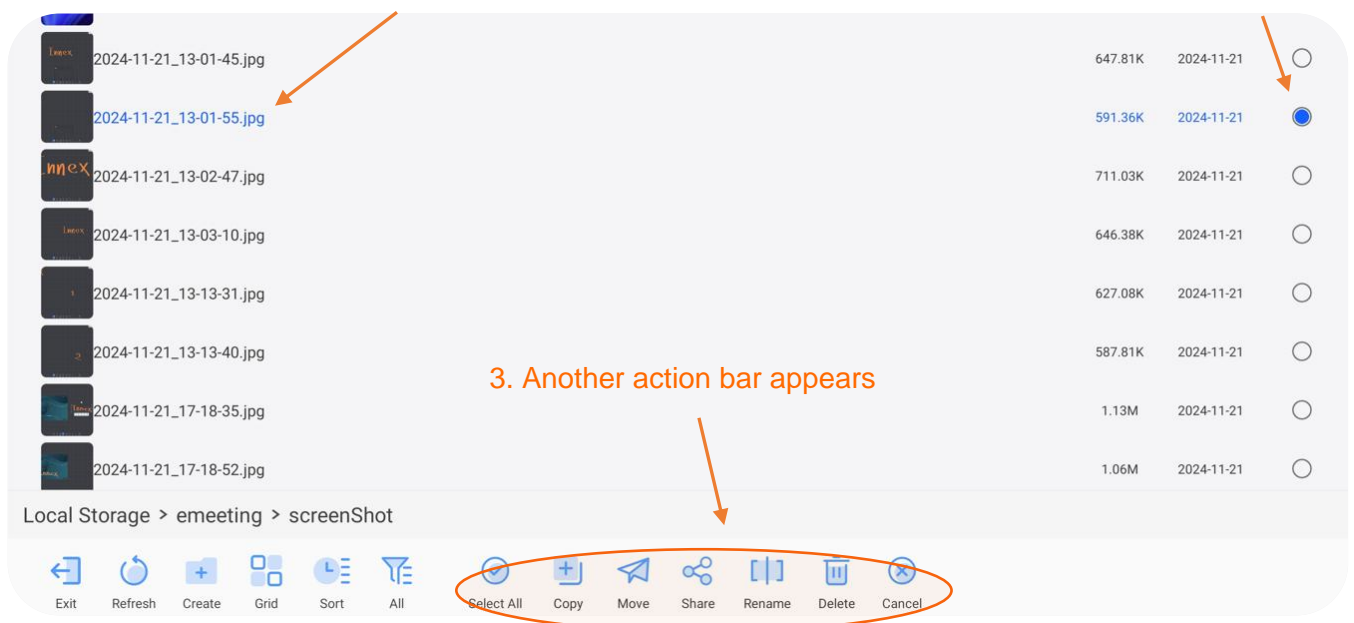 Innex
2024-11-21_13-01-45.jpg 647.81K 2024-11-21
2024-11-21_13-01-55.jpg 591.36K 2024-11-21
nnex
2024-11-21_13-02-47.jpg 711.03K 2024-11-21
Innex
2024-11-21_13-03-10.jpg 646.38K 2024-11-21
1
2024-11-21_13-13-31.jpg 627.08K 2024-11-21
2
2024-11-21_13-13-40.jpg 587.81K 2024-11-21
3. Another action bar appears
2024-11-21_17-18-35.jpg 1.13M 2024-11-21
2024-11-21_17-18-52.jpg 1.06M 2024-11-21
Local Storage > emeeting > screenShot
Exit Refresh Create Grid Sort All Select All Copy Move Share Rename Delete Cancel